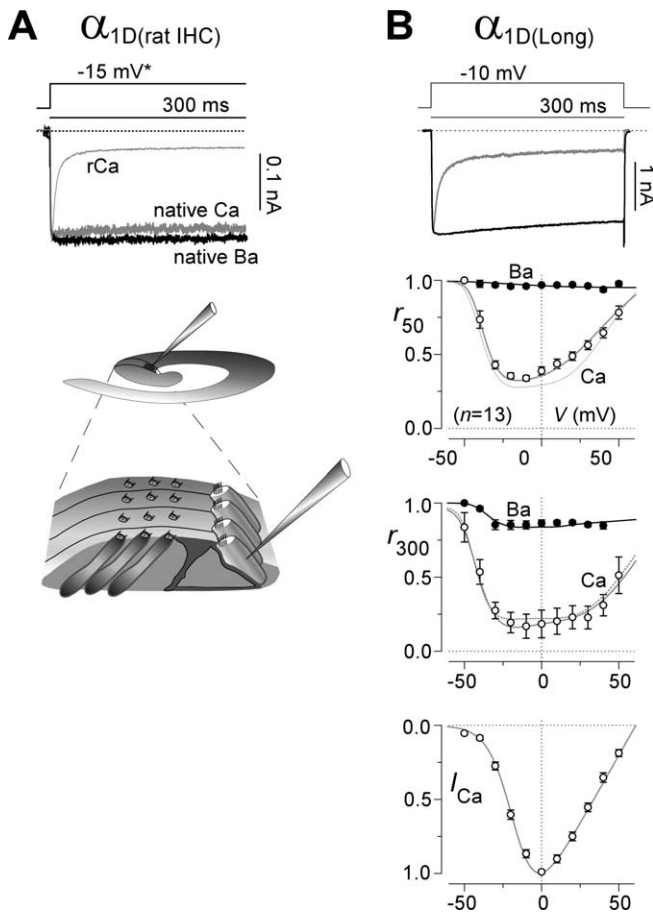 A
α1D(rat IHC)
-15 mV*
300 ms
rCa
native Ca
native Ba
0.1 nA
B
α1D(Long)
-10 mV
300 ms
1 nA
1.0
0.5
0.0
r50
Ba
Ca
(n=13)
V (mV)
-50
0
50
1.0
0.5
0.0
r300
Ba
Ca
-50
0
50
0.0
0.5
1.0
ICa
-50
0
50